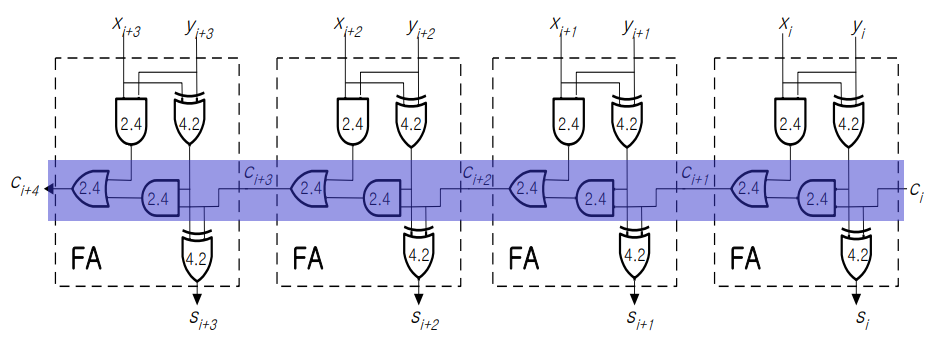 x_{i+3} y_{i+3} x_{i+2} y_{i+2} x_{i+1} y_{i+1} x_i y_i
2.4 4.2 2.4 4.2 2.4 4.2 2.4 4.2
c_{i+4} 2.4 2.4 c_{i+3} 2.4 2.4 c_{i+2} 2.4 2.4 c_{i+1} 2.4 2.4 c_i
FA 4.2 FA 4.2 FA 4.2 FA 4.2
s_{i+3} s_{i+2} s_{i+1} s_i